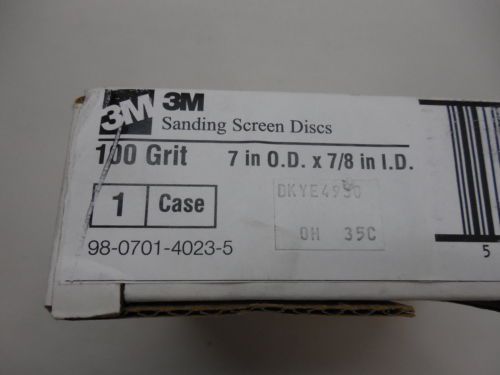 3M 3M
Sanding Screen Discs
100 Grit 7 in O.D. x 7/8 in I.D.
1 Case
OH 35C
98-0701-4023-5
5